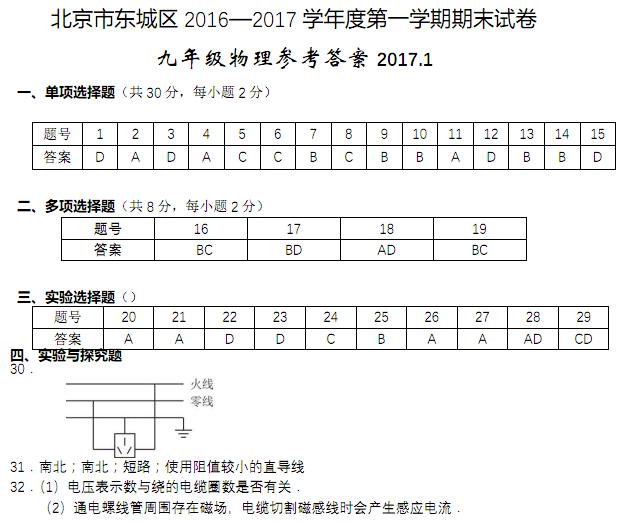 北京市东城区 2016—2017 学年度第一学期期末试卷
九年级物理参考答案 2017.1
一、单项选择题（共 30 分，每小题 2 分）
题号 1 2 3 4 5 6 7 8 9 10 11 12 13 14 15
答案 D A D A C C B C B B A D B B D
二、多项选择题（共 8 分，每小题 2 分）
题号 16 17 18 19
答案 BC BD AD BC
三、实验选择题（）
题号 20 21 22 23 24 25 26 27 28 29
答案 A A D D C B A A AD CD
四、实验与探究题
30．
火线
零线
31．南北；南北；短路；使用阻值较小的直导线
32．（1）电压表示数与绕的电缆圈数是否有关．
（2）通电螺线管周围存在磁场，电缆切割磁感线时会产生感应电流．